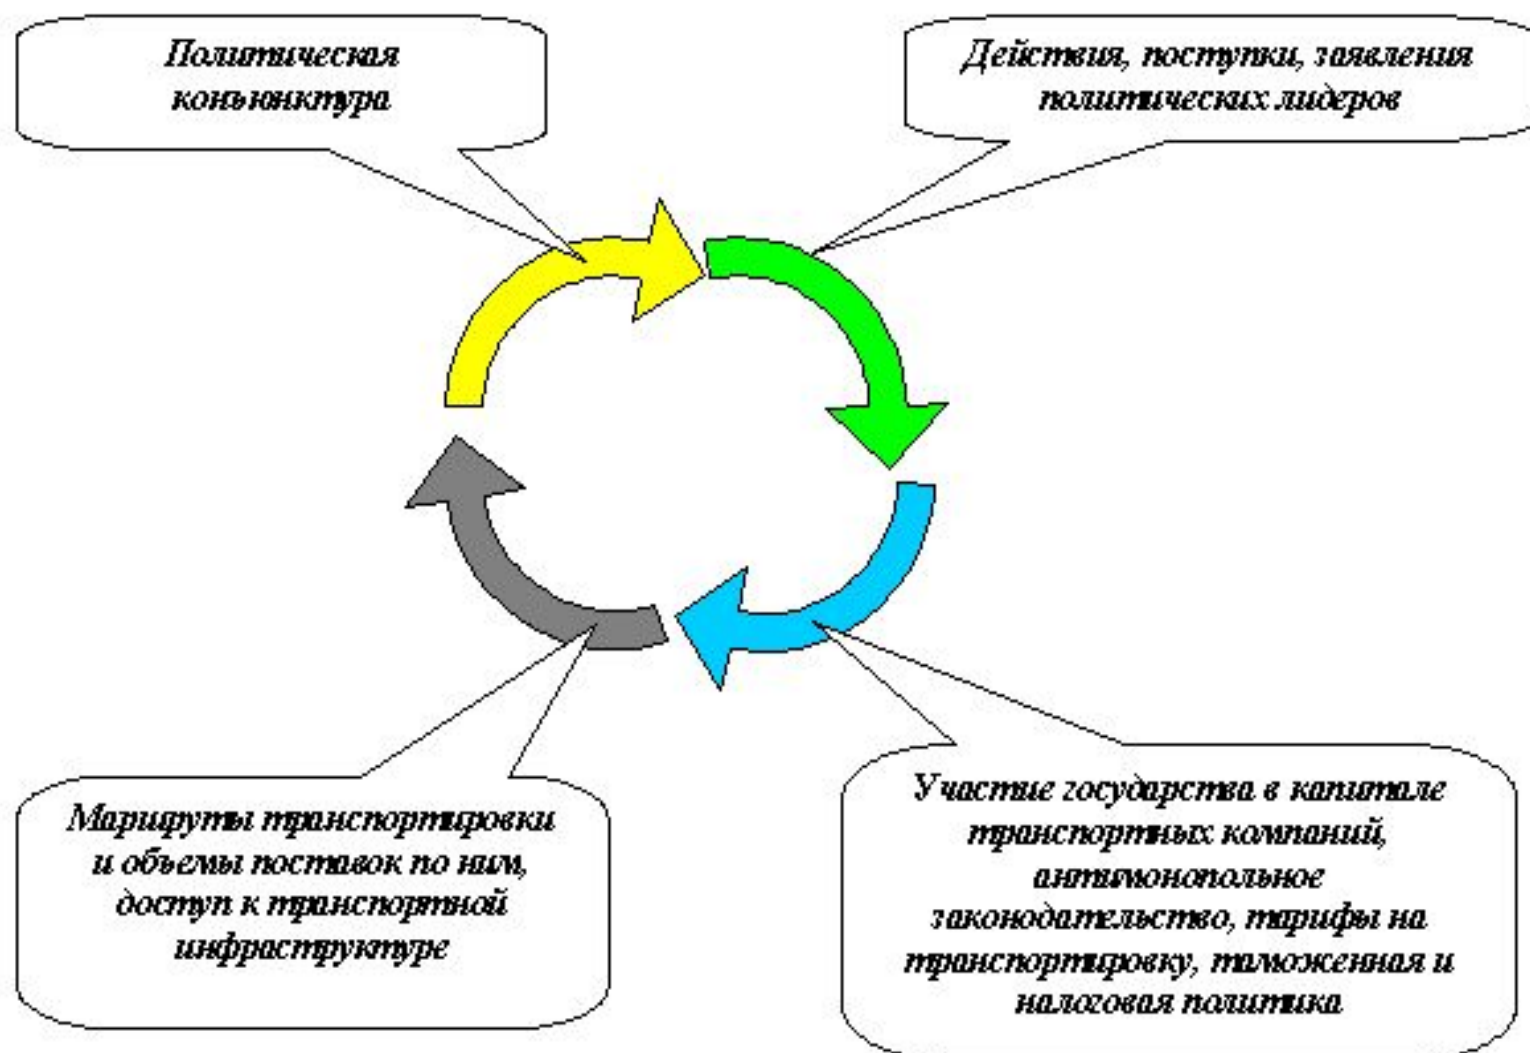 Политическая
конъюнктура
Действия, поступки, заявления
политических лидеров
Маршруты транспортировки
и объемы поставок по ним,
доступ к транспортной
инфраструктуре
Участие государства в капитале
транспортных компаний,
антимонопольное
законодательство, тарифы на
транспортировку, таможенная и
налоговая политика